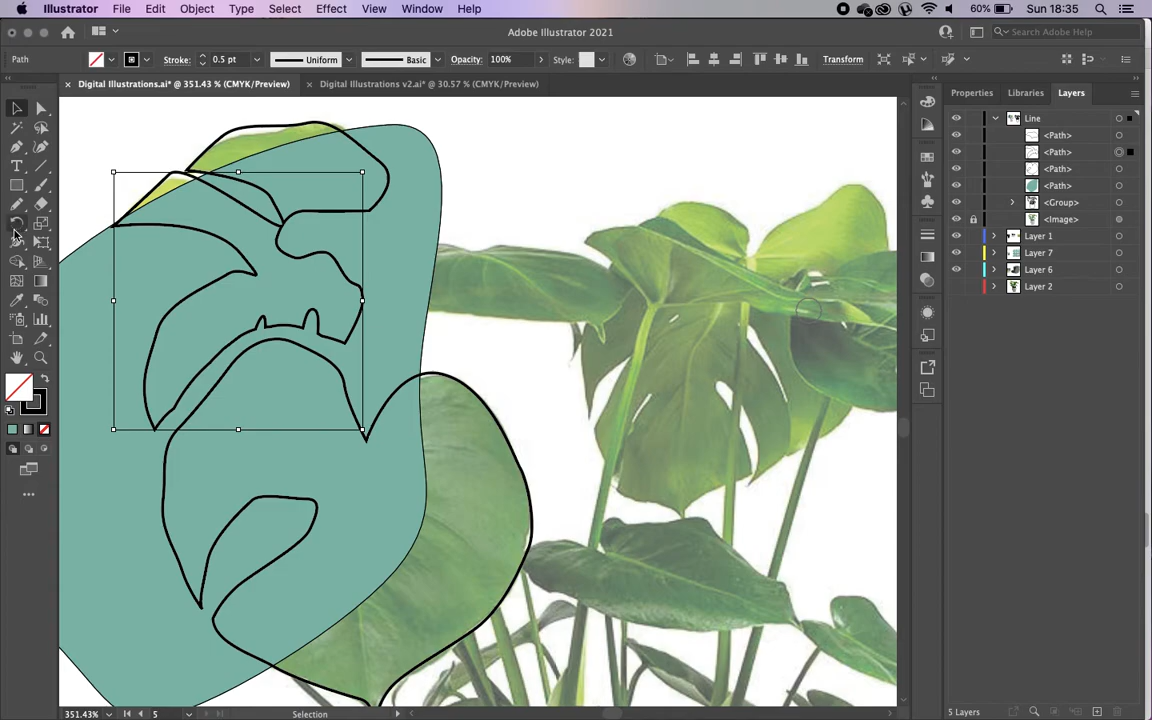 Illustrator File Edit Object Type Select Effect View Window Help 60% Sun 18:35
Adobe Illustrator 2021 Search Adobe Help
Path Stroke: 0.5 pt Uniform Basic Opacity: 100% Style: Transform
Digital Illustrations.ai* @ 351.43 % (CMYK/Preview) Digital Illustrations v2.ai* @ 30.57 % (CMYK/Preview) Properties Libraries Layers
Line
<Path>
<Path>
<Path>
<Path>
<Group>
<Image>
Layer 1
Layer 7
Layer 6
Layer 2
351.43% 5 Selection 5 Layers